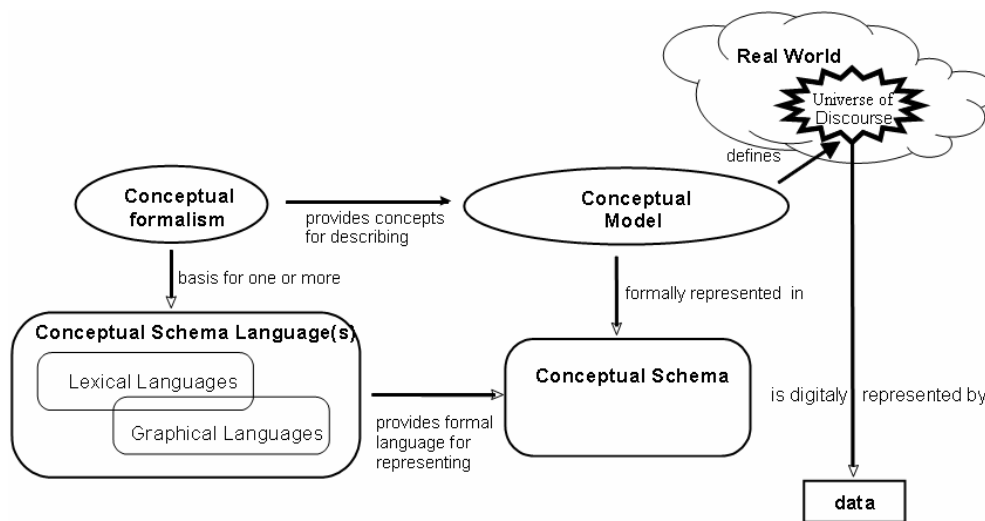 Real World
Universe of
Discourse
defines
Conceptual
formalism
provides concepts
for describing
Conceptual
Model
basis for one or more
formally represented in
Conceptual Schema Language(s)
Lexical Languages
Graphical Languages
provides formal
language for
representing
Conceptual Schema
is digitaly represented by
data